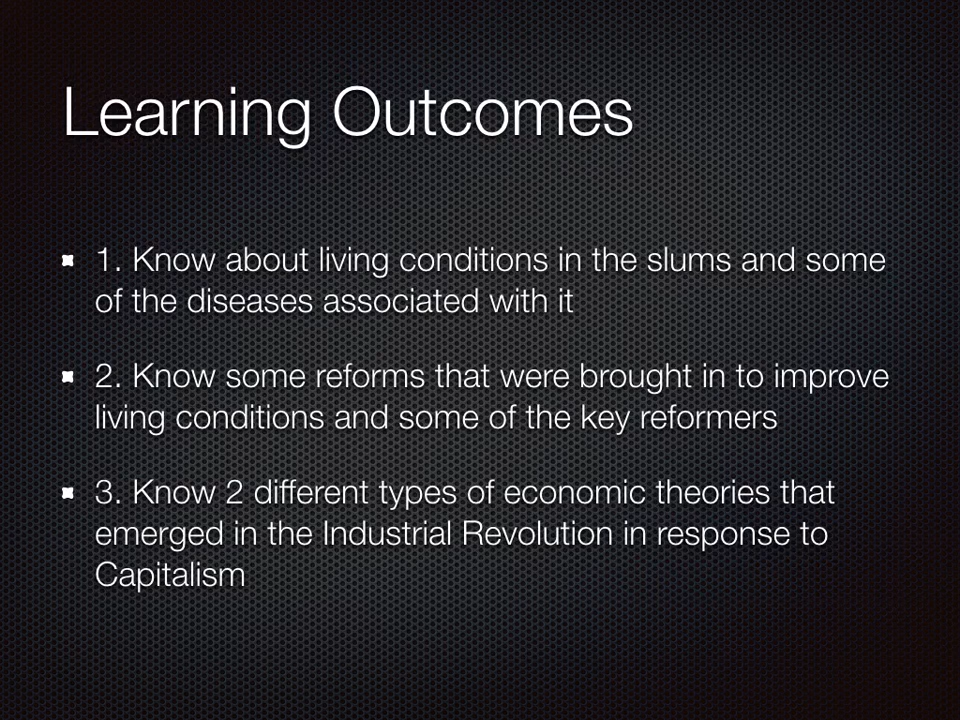 Learning Outcomes
1. Know about living conditions in the slums and some
of the diseases associated with it
2. Know some reforms that were brought in to improve
living conditions and some of the key reformers
3. Know 2 different types of economic theories that
emerged in the Industrial Revolution in response to
Capitalism